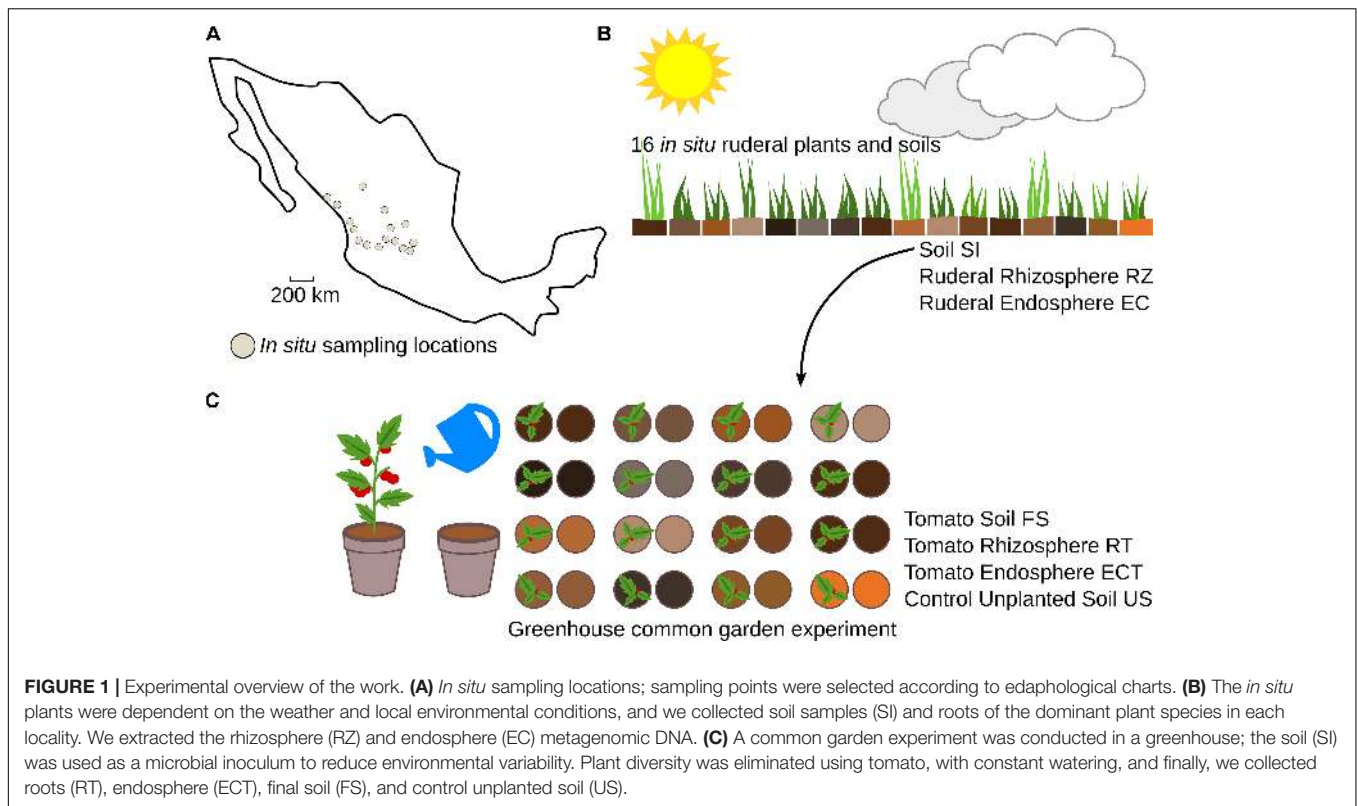 A
B
16 in situ ruderal plants and soils
200 km
In situ sampling locations
Soil SI
Ruderal Rhizosphere RZ
Ruderal Endosphere EC
C
Tomato Soil FS
Tomato Rhizosphere RT
Tomato Endosphere ECT
Control Unplanted Soil US
Greenhouse common garden experiment
FIGURE 1 | Experimental overview of the work. (A) In situ sampling locations; sampling points were selected according to edaphological charts. (B) The in situ
plants were dependent on the weather and local environmental conditions, and we collected soil samples (SI) and roots of the dominant plant species in each
locality. We extracted the rhizosphere (RZ) and endosphere (EC) metagenomic DNA. (C) A common garden experiment was conducted in a greenhouse; the soil (SI)
was used as a microbial inoculum to reduce environmental variability. Plant diversity was eliminated using tomato, with constant watering, and finally, we collected
roots (RT), endosphere (ECT), final soil (FS), and control unplanted soil (US).